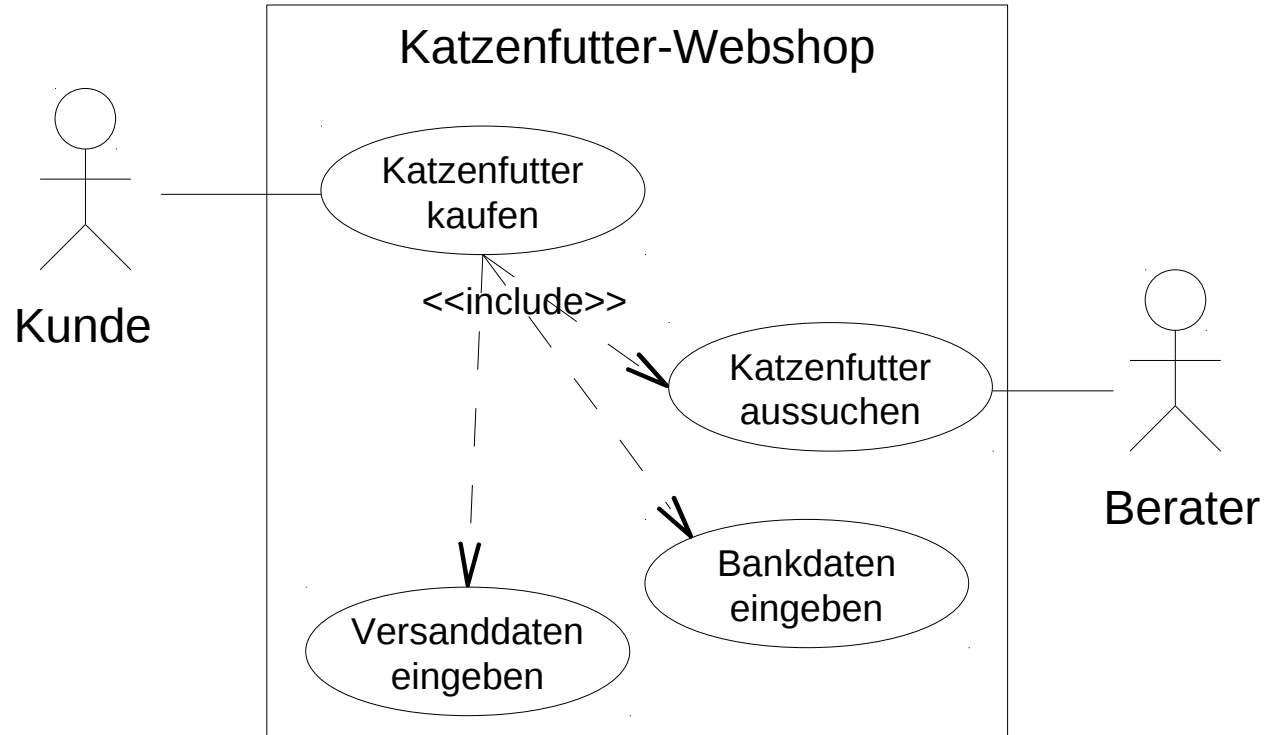 Katzenfutter-Webshop
Katzenfutter
kaufen
<<include>>
Kunde
Katzenfutter
aussuchen
Berater
Bankdaten
eingeben
Versanddaten
eingeben